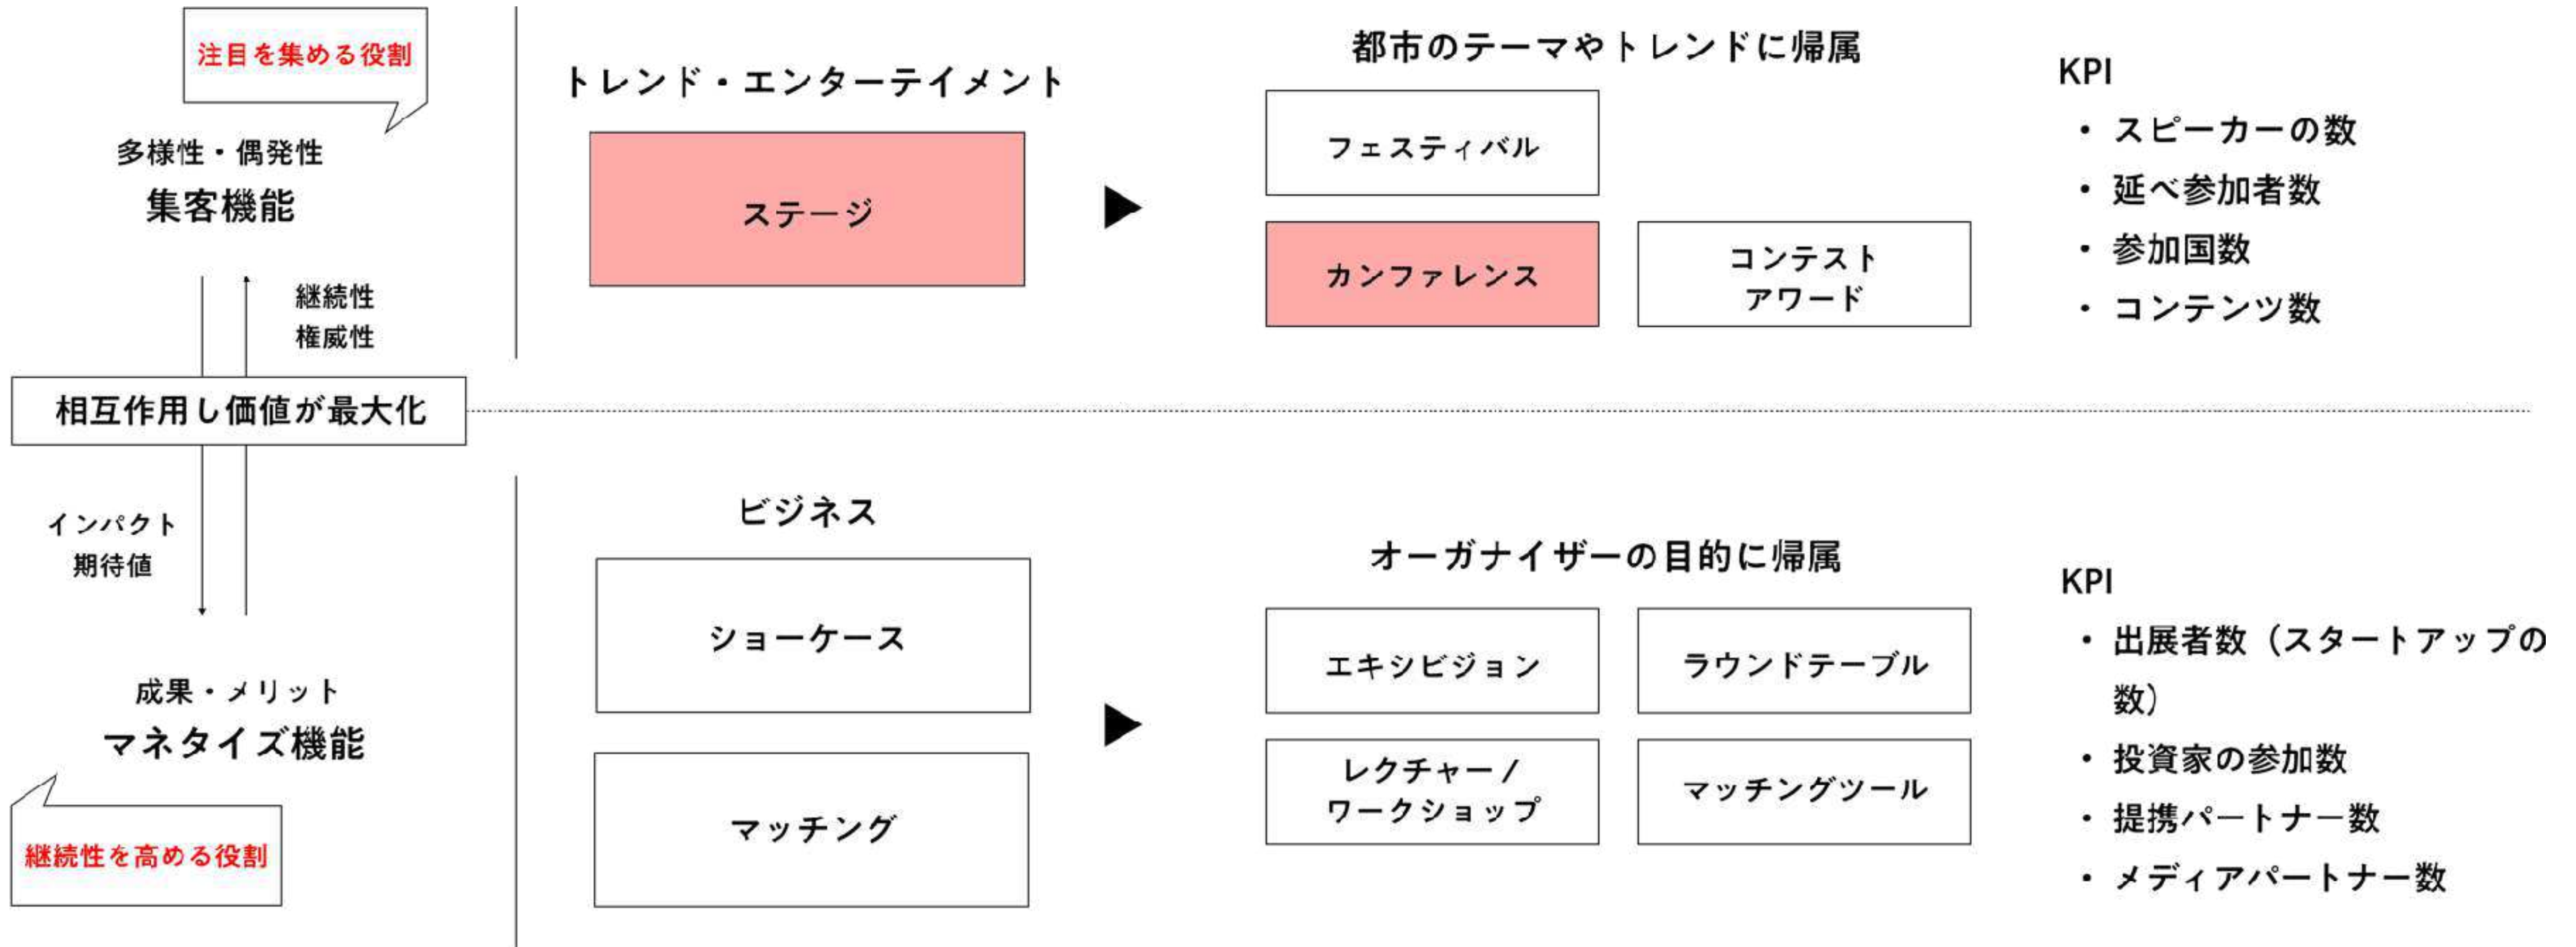 注目を集める役割
多様性・偶発性
集客機能
継続性
権威性
相互作用し価値が最大化
インパクト
期待値
成果・メリット
マネタイズ機能
継続性を高める役割
トレンド・エンターテイメント
ステージ
都市のテーマやトレンドに帰属
フェスティバル
カンファレンス
コンテスト
アワード
KPI
・ スピーカーの数
・ 延べ参加者数
・ 参加国数
・ コンテンツ数
ビジネス
ショーケース
マッチング
オーガナイザーの目的に帰属
エキシビジョン
ラウンドテーブル
レクチャー /
ワークショップ
マッチングツール
KPI
・ 出展者数（スタートアップの
数）
・ 投資家の参加数
・ 提携パートナー数
・ メディアパートナー数